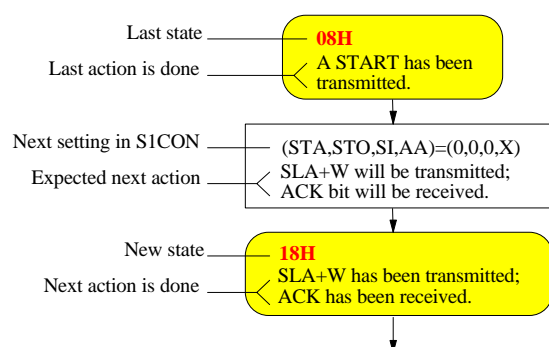 Last state
08H
Last action is done
A START has been
transmitted.
Next setting in S1CON
(STA,STO,SI,AA)=(0,0,0,X)
Expected next action
SLA+W will be transmitted;
ACK bit will be received.
New state
18H
Next action is done
SLA+W has been transmitted;
ACK has been received.